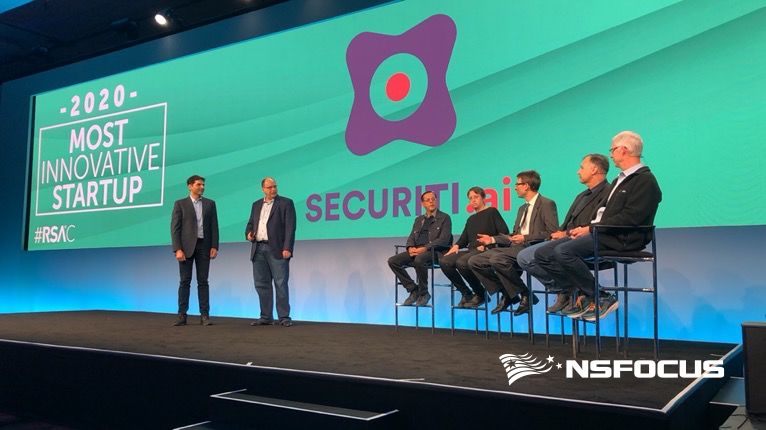 -2020-
MOST
INNOVATIVE
STARTUP
#RSAC
SECURITI.ai
NSFOCUS